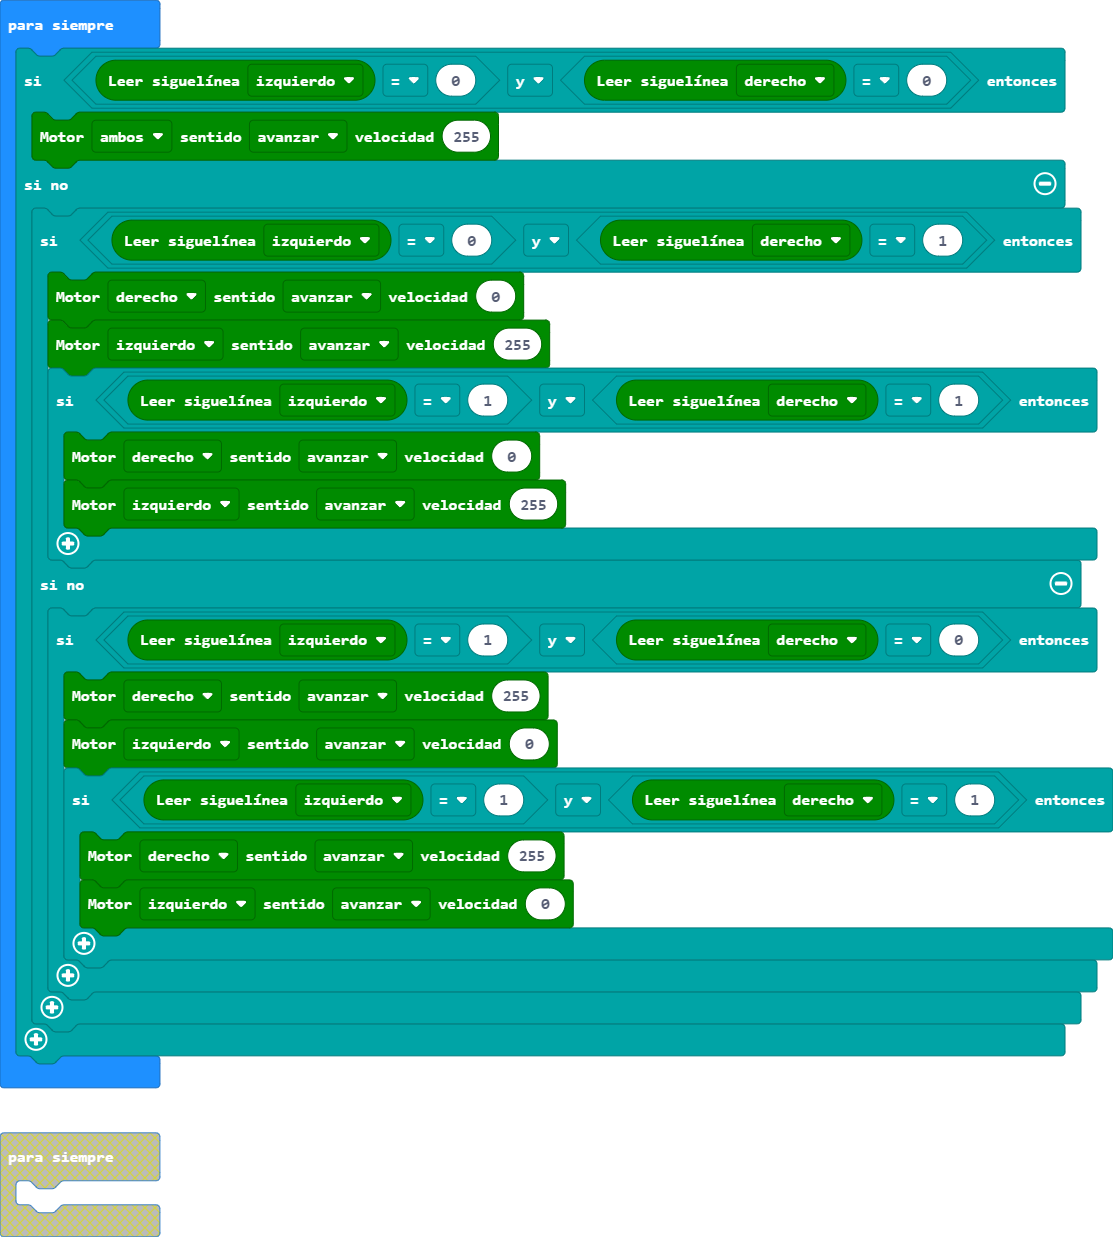 para siempre
si Leer siguelínea izquierdo = 0 y Leer siguelínea derecho = 0 entonces
Motor ambos sentido avanzar velocidad 255
si no
si Leer siguelínea izquierdo = 0 y Leer siguelínea derecho = 1 entonces
Motor derecho sentido avanzar velocidad 0
Motor izquierdo sentido avanzar velocidad 255
si Leer siguelínea izquierdo = 1 y Leer siguelínea derecho = 1 entonces
Motor derecho sentido avanzar velocidad 0
Motor izquierdo sentido avanzar velocidad 255
si no
si Leer siguelínea izquierdo = 1 y Leer siguelínea derecho = 0 entonces
Motor derecho sentido avanzar velocidad 255
Motor izquierdo sentido avanzar velocidad 0
si Leer siguelínea izquierdo = 1 y Leer siguelínea derecho = 1 entonces
Motor derecho sentido avanzar velocidad 255
Motor izquierdo sentido avanzar velocidad 0
para siempre